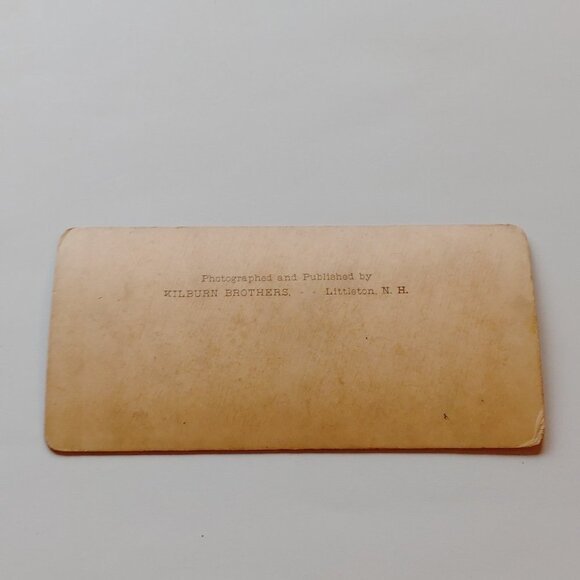 Photographed and Published by
KILBURN BROTHERS, - - Littleton, N. H.